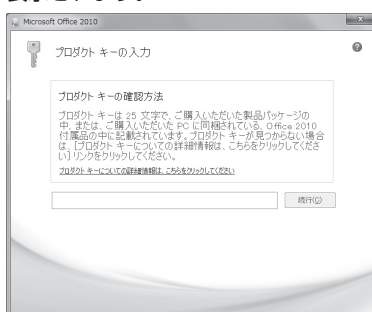 Microsoft Office 2010
プロダクト キーの入力
プロダクト キーの確認方法
プロダクト キーは 25 文字で、ご購入いただいた製品パッケージの
中、または、ご購入いただいた PC に同梱されている、Office 2010
付属品の中に記載されています。プロダクト キーが見つからない場合
は、[プロダクト キーについての詳細情報は、こちらをクリックしてくださ
い] リンクをクリックしてください。
プロダクト キーについての詳細情報は、こちらをクリックしてください
続行(C)